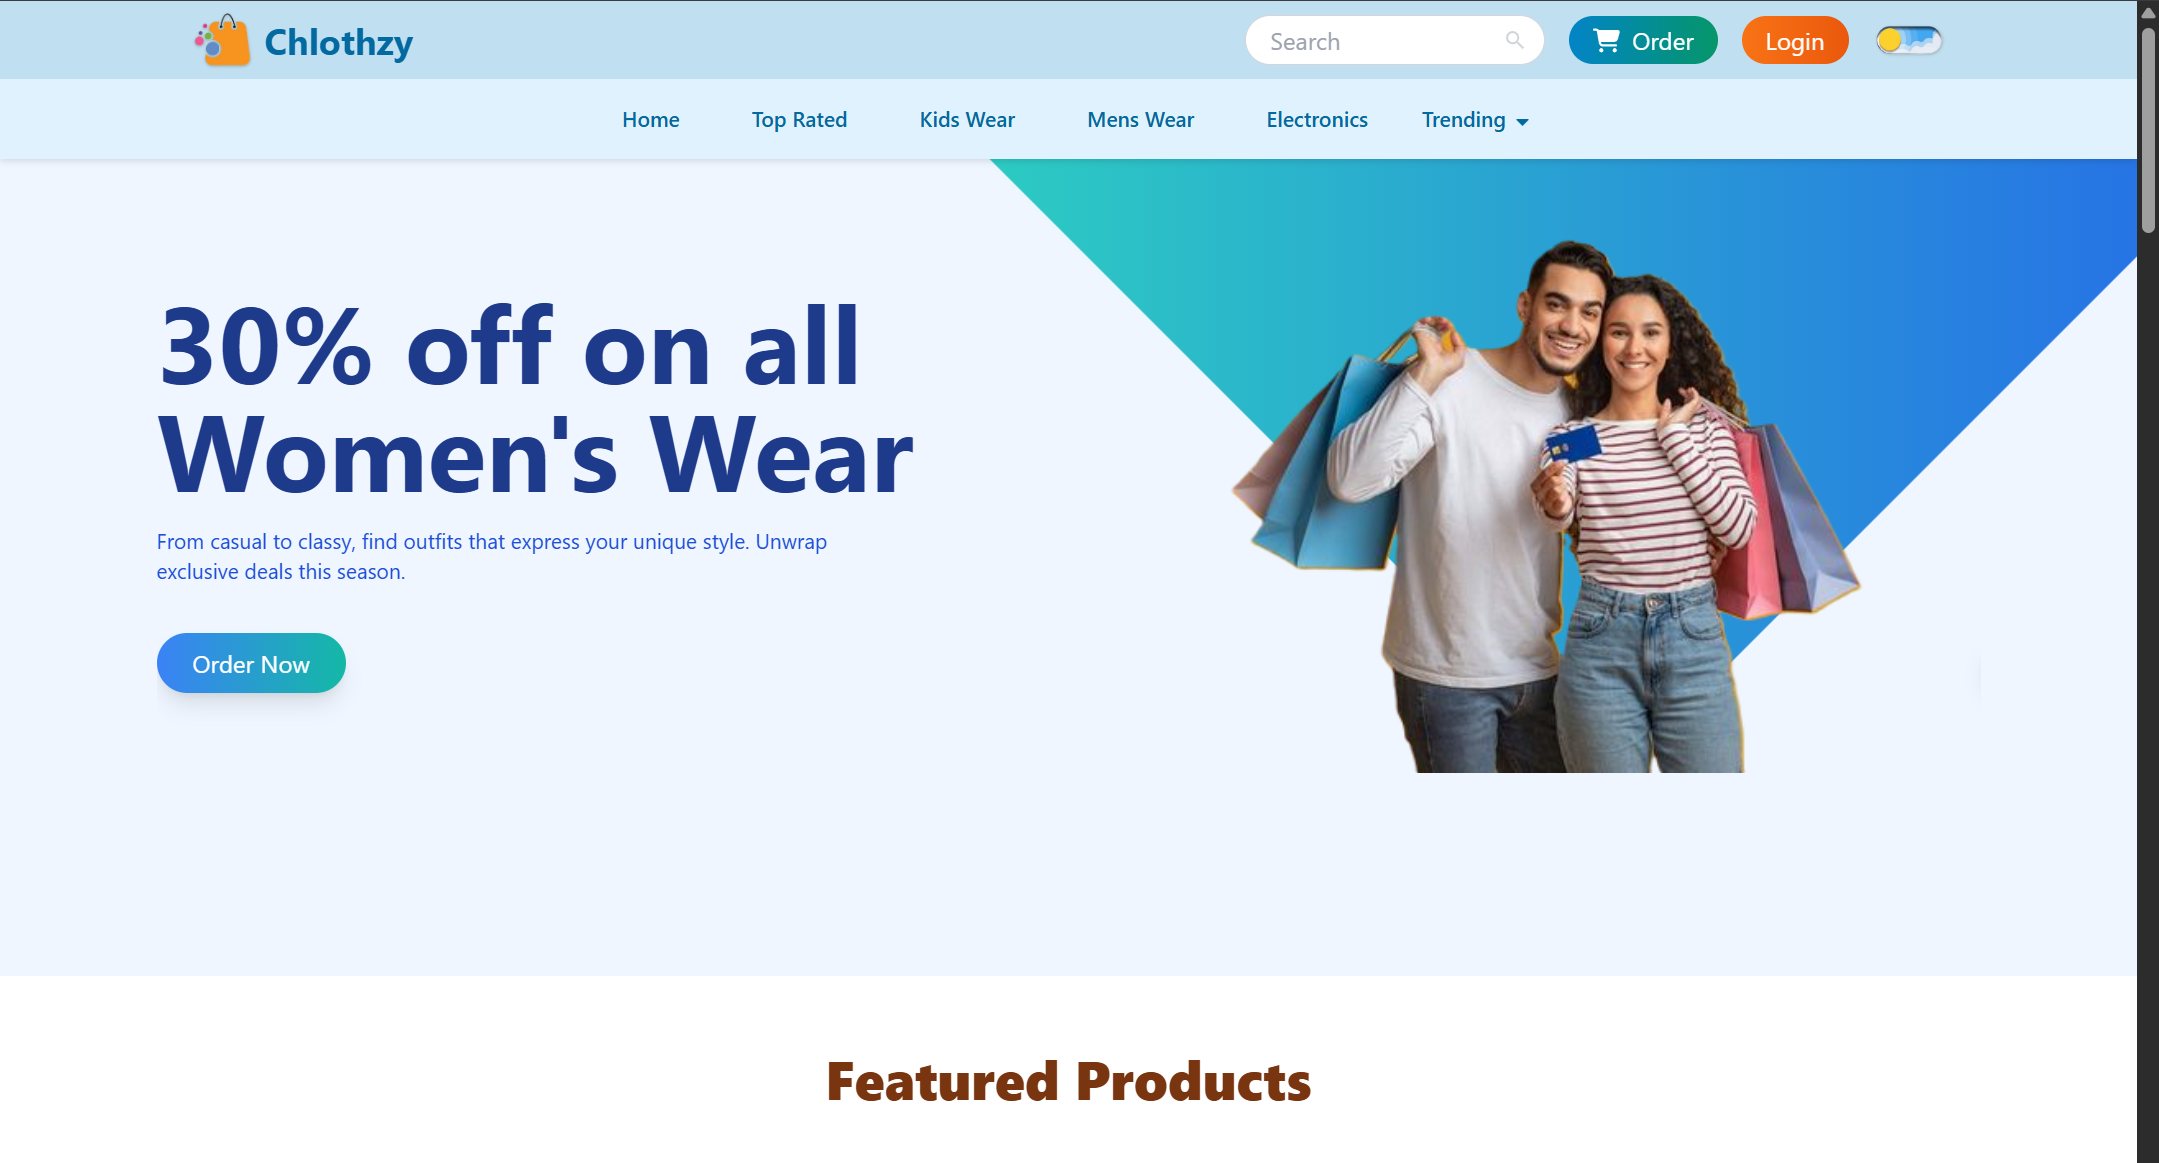 Chlothzy
Search
Order
Login
Home
Top Rated
Kids Wear
Mens Wear
Electronics
Trending
30% off on all
Women's Wear
From casual to classy, find outfits that express your unique style. Unwrap
exclusive deals this season.
Order Now
Featured Products